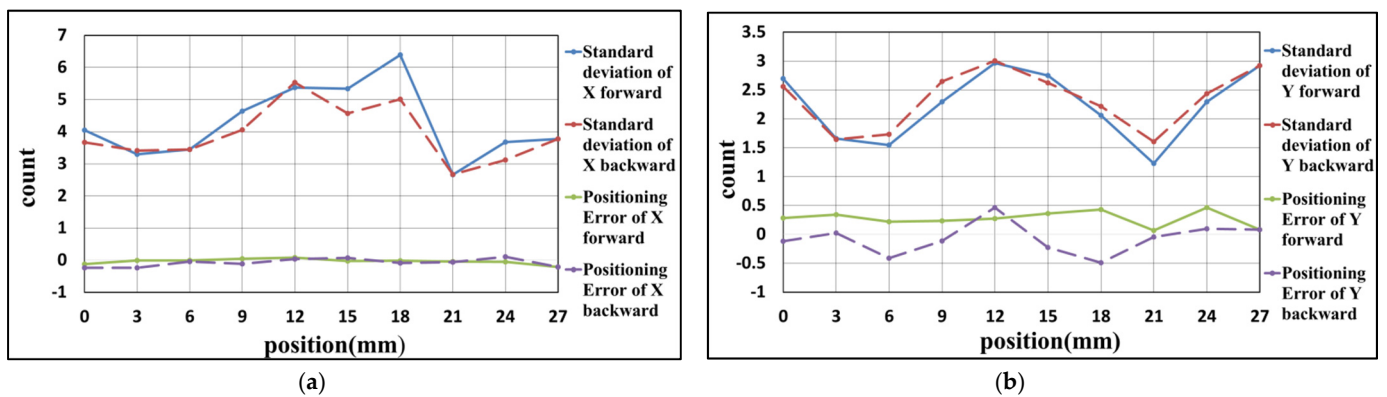 7
6
5
4
3
2
1
0
-1
count
0 3 6 9 12 15 18 21 24 27
position(mm)
Standard
deviation of
X forward
Standard
deviation of
X backward
Positioning
Error of X
forward
Positioning
Error of X
backward
(a)
3.5
3
2.5
2
1.5
1
0.5
0
-0.5
-1
count
0 3 6 9 12 15 18 21 24 27
position(mm)
Standard
deviation of
Y forward
Standard
deviation of
Y backward
Positioning
Error of Y
forward
Positioning
Error of Y
backward
(b)